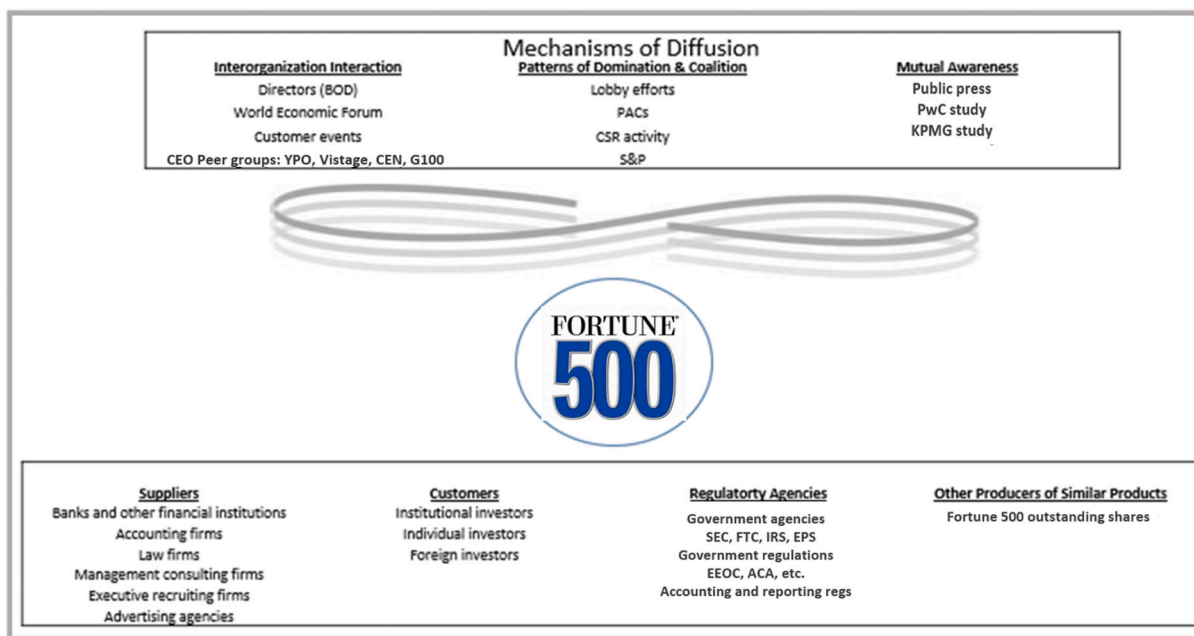 Mechanisms of Diffusion
Interorganization Interaction
Directors (BOD)
World Economic Forum
Customer events
CEO Peer groups: YPO, Vistage, CEN, G100
Patterns of Domination & Coalition
Lobby efforts
PACs
CSR activity
S&P
Mutual Awareness
Public press
PwC study
KPMG study
FORTUNE®
500
Suppliers
Banks and other financial institutions
Accounting firms
Law firms
Management consulting firms
Executive recruiting firms
Advertising agencies
Customers
Institutional investors
Individual investors
Foreign investors
Regulatorty Agencies
Government agencies
SEC, FTC, IRS, EPS
Government regulations
EEOC, ACA, etc.
Accounting and reporting regs
Other Producers of Similar Products
Fortune 500 outstanding shares